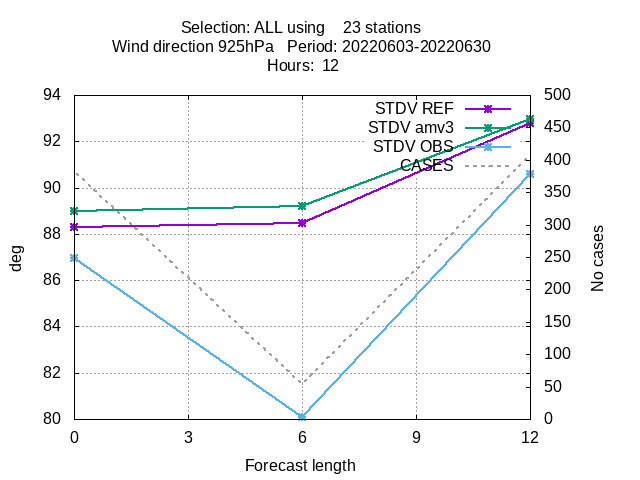 Selection: ALL using    23 stations
Wind direction 925hPa   Period: 20220603-20220630
Hours:  12
STDV REF
STDV amv3
STDV OBS
CASES
94
92
90
88
86
84
82
80
deg
500
450
400
350
300
250
200
150
100
50
0
No cases
0 3 6 9 12
Forecast length